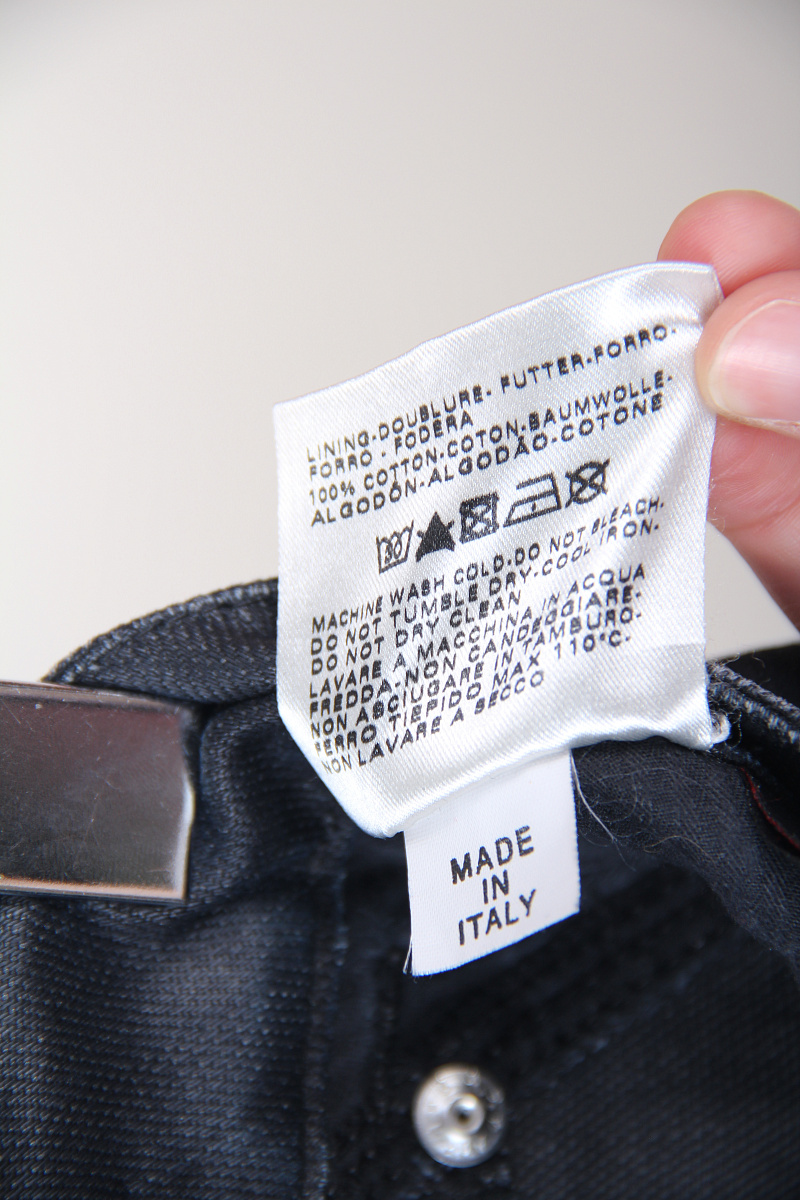 LINING-DOUBLURE- FUTTER-FORRO-
FORRO - FODERA
100% COTTON-COTON-BAUMWOLLE-
ALGODÓN-ALGODÃO-COTONE
30
MACHINE WASH COLD-DO NOT BLEACH-
DO NOT TUMBLE DRY-COOL IRON-
DO NOT DRY CLEAN
LAVARE A MACCHINA IN ACQUA
FREDDA-NON CANDEGGIARE-
NON ASCIUGARE IN TAMBURO-
FERRO TIEPIDO MAX 110°C-
NON LAVARE A SECCO
MADE
IN
ITALY